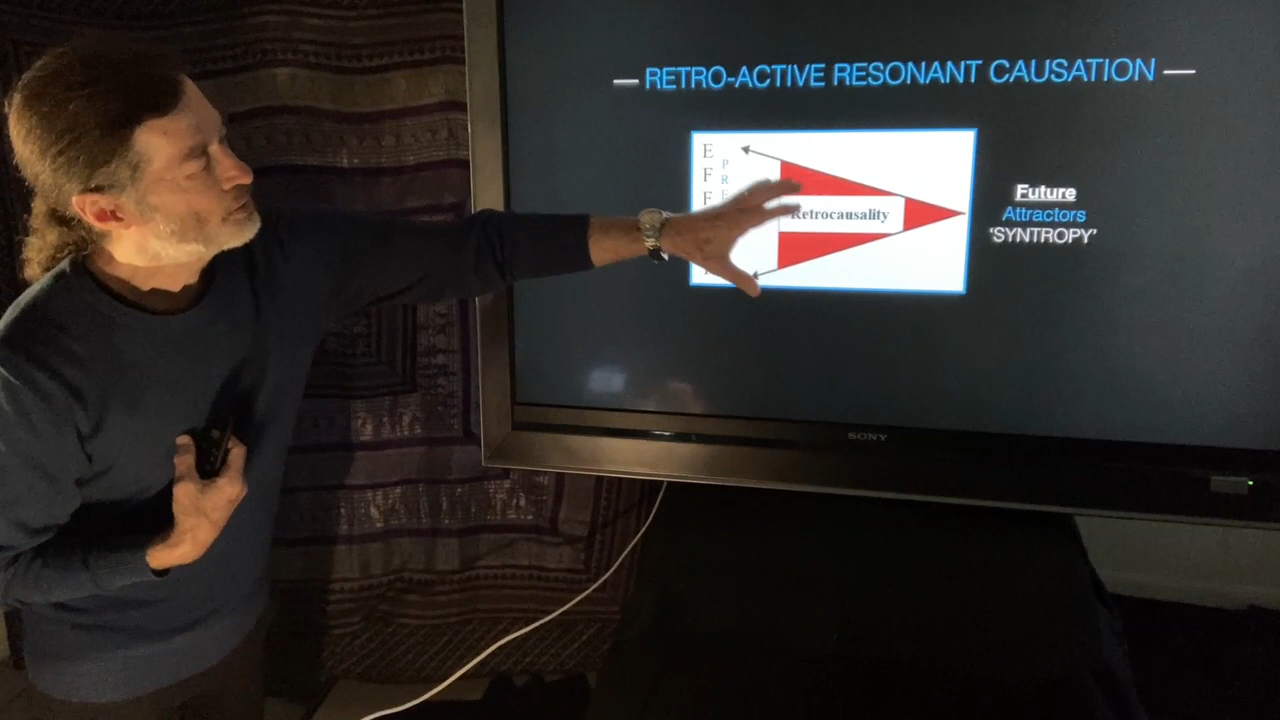 — RETRO-ACTIVE RESONANT CAUSATION —
Retrocausality
Future
Attractors
'SYNTROPY'
SONY